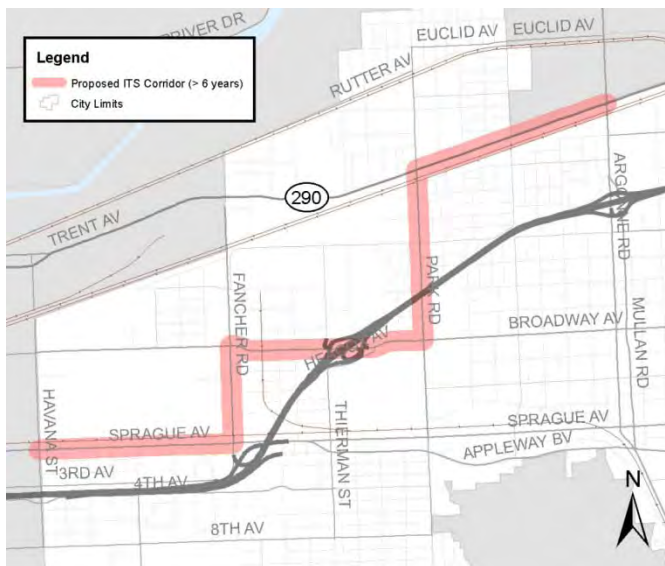 RIVER DR
EUCLID AV
EUCLID AV
Legend
Proposed ITS Corridor (> 6 years)
City Limits
RUTTER AV
290
TRENT AV
ARGONNE RD
FANCHER RD
PARK RD
BROADWAY AV
MULLAN RD
HAVANA ST
THIERMAN ST
SPRAGUE AV
SPRAGUE AV
APPLEWAY BV
3RD AV
4TH AV
8TH AV
N